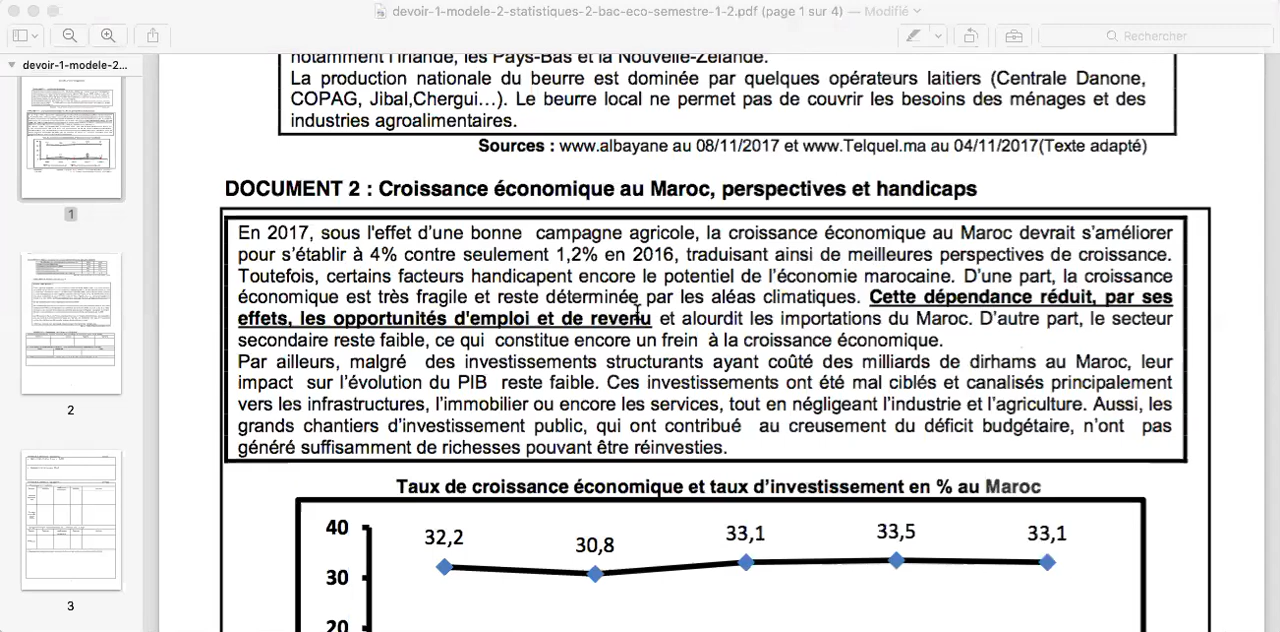 devoir-1-modele-2-statistiques-2-bac-eco-semestre-1-2.pdf (page 1 sur 4) — Modifié
Rechercher
devoir-1-modele-2...
1
2
3
notamment l'Irlande, les Pays-Bas et la Nouvelle-Zélande.
La production nationale du beurre est dominée par quelques opérateurs laitiers (Centrale Danone,
COPAG, Jibal,Chergui…). Le beurre local ne permet pas de couvrir les besoins des ménages et des
industries agroalimentaires.
Sources : www.albayane au 08/11/2017 et www.Telquel.ma au 04/11/2017(Texte adapté)
DOCUMENT 2 : Croissance économique au Maroc, perspectives et handicaps
En 2017, sous l'effet d'une bonne campagne agricole, la croissance économique au Maroc devrait s'améliorer
pour s'établir à 4% contre seulement 1,2% en 2016, traduisant ainsi de meilleures perspectives de croissance.
Toutefois, certains facteurs handicapent encore le potentiel de l'économie marocaine. D'une part, la croissance
économique est très fragile et reste déterminée par les aléas climatiques. Cette dépendance réduit, par ses
effets, les opportunités d'emploi et de revenu et alourdit les importations du Maroc. D'autre part, le secteur
secondaire reste faible, ce qui constitue encore un frein à la croissance économique.
Par ailleurs, malgré des investissements structurants ayant coûté des milliards de dirhams au Maroc, leur
impact sur l'évolution du PIB reste faible. Ces investissements ont été mal ciblés et canalisés principalement
vers les infrastructures, l'immobilier ou encore les services, tout en négligeant l'industrie et l'agriculture. Aussi, les
grands chantiers d'investissement public, qui ont contribué au creusement du déficit budgétaire, n'ont pas
généré suffisamment de richesses pouvant être réinvesties.
Taux de croissance économique et taux d'investissement en % au Maroc
40
32,2
30,8
33,1
33,5
33,1
30
20